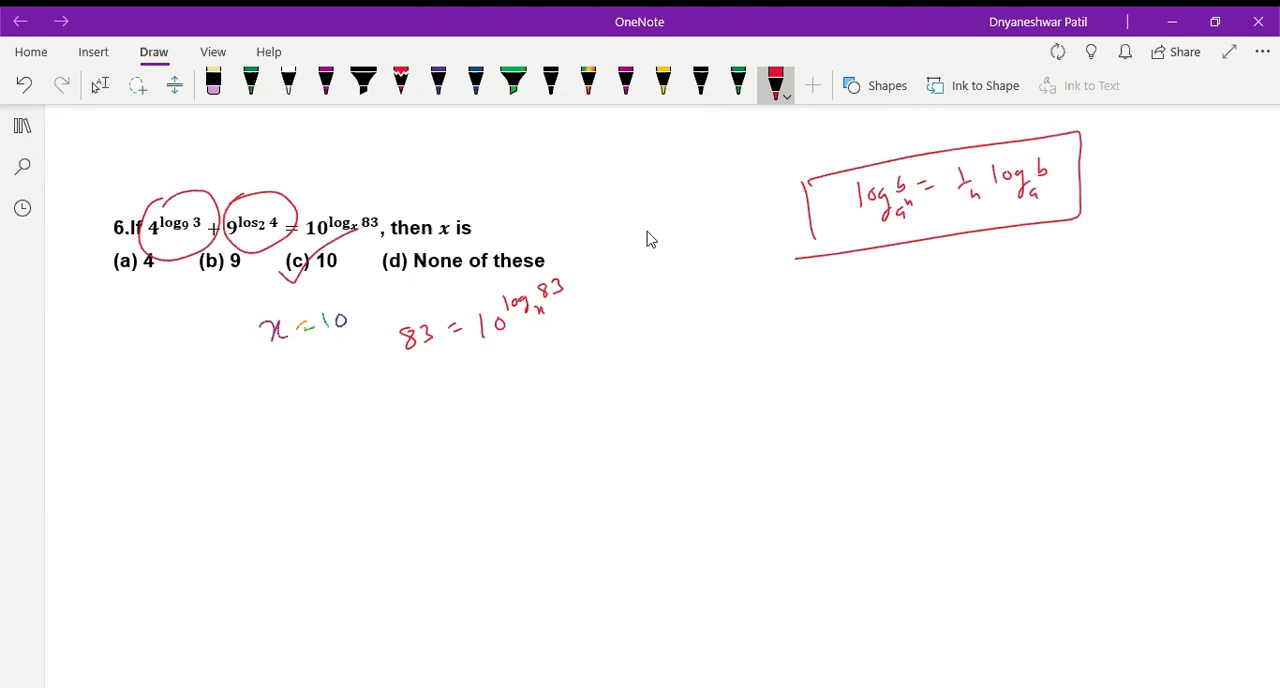 OneNote
Dnyaneshwar Patil
Home Insert Draw View Help
Share
Shapes
Ink to Shape
Ink to Text
log_{aⁿ} b = 1/n log_a b
6.If 4^{log₉ 3} + 9^{los₂ 4} = 10^{logₓ 83}, then x is
(a) 4 (b) 9 (c) 10 (d) None of these
x = 10 83 = 10^{logₓ 83}